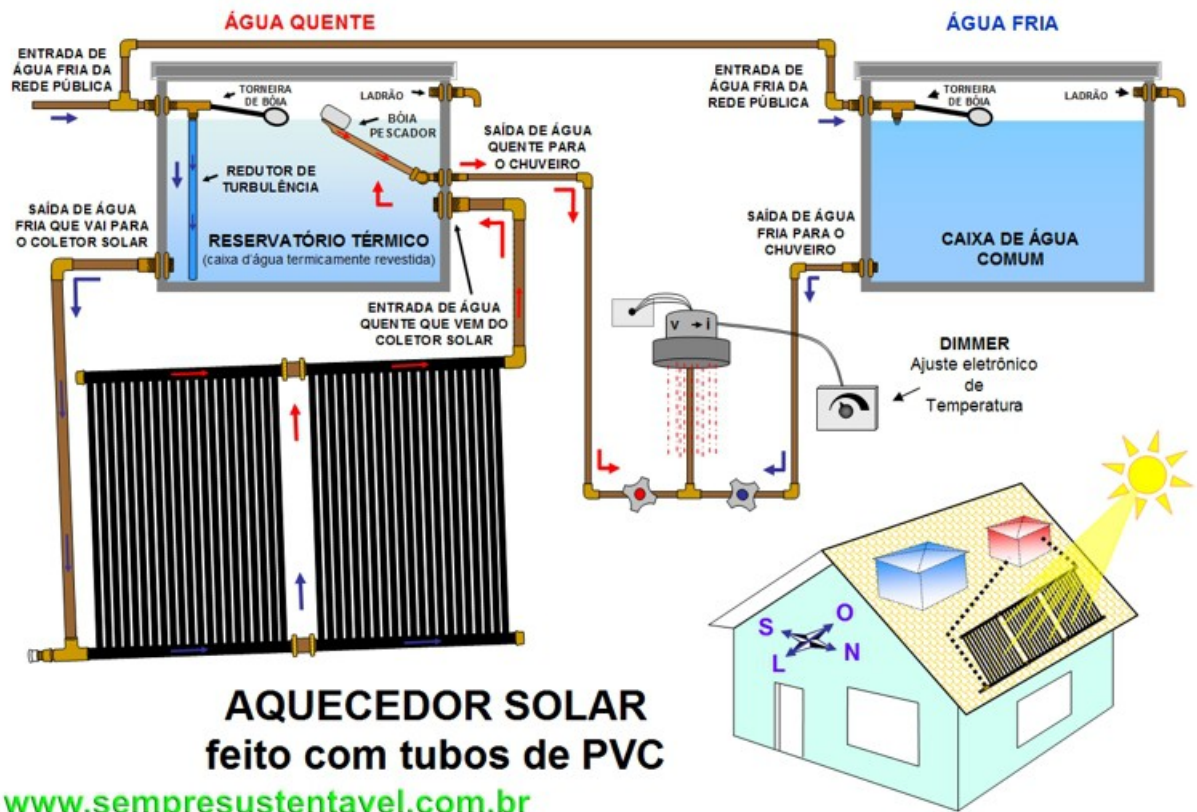 ÁGUA QUENTE
ÁGUA FRIA
ENTRADA DE
ÁGUA FRIA DA
REDE PÚBLICA
TORNEIRA
DE BÓIA
LADRÃO
BÓIA
PESCADOR
SAÍDA DE ÁGUA
QUENTE PARA
O CHUVEIRO
REDUTOR DE
TURBULÊNCIA
SAÍDA DE ÁGUA
FRIA QUE VAI PARA
O COLETOR SOLAR
RESERVATÓRIO TÉRMICO
(caixa d'água termicamente revestida)
ENTRADA DE ÁGUA
QUENTE QUE VEM DO
COLETOR SOLAR
ENTRADA DE
ÁGUA FRIA DA
REDE PÚBLICA
TORNEIRA
DE BÓIA
LADRÃO
SAÍDA DE ÁGUA
FRIA PARA O
CHUVEIRO
CAIXA DE ÁGUA
COMUM
V → i
DIMMER
Ajuste eletrônico
de
Temperatura
S O
L N
AQUECEDOR SOLAR
feito com tubos de PVC
www.sempresustentavel.com.br